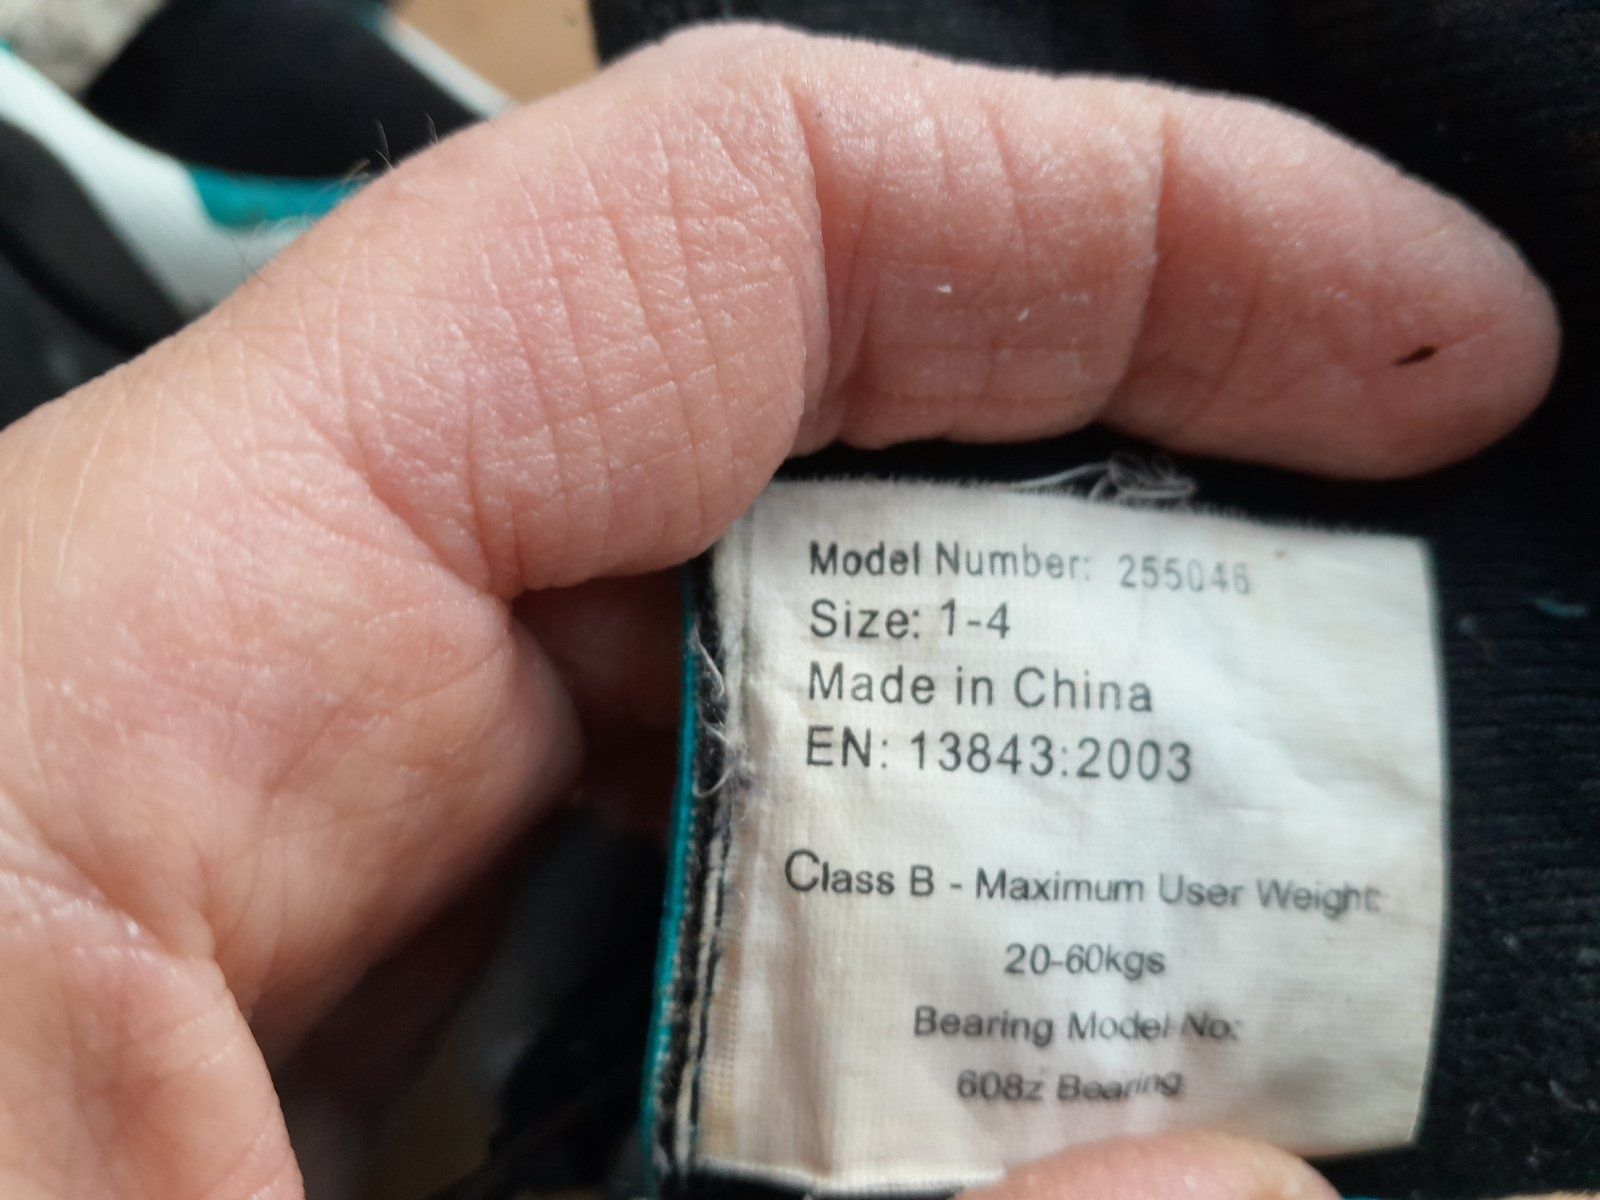 Model Number: 255046
Size: 1-4
Made in China
EN: 13843:2003
Class B - Maximum User Weight:
20-60kgs
Bearing Model No:
608z Bearing